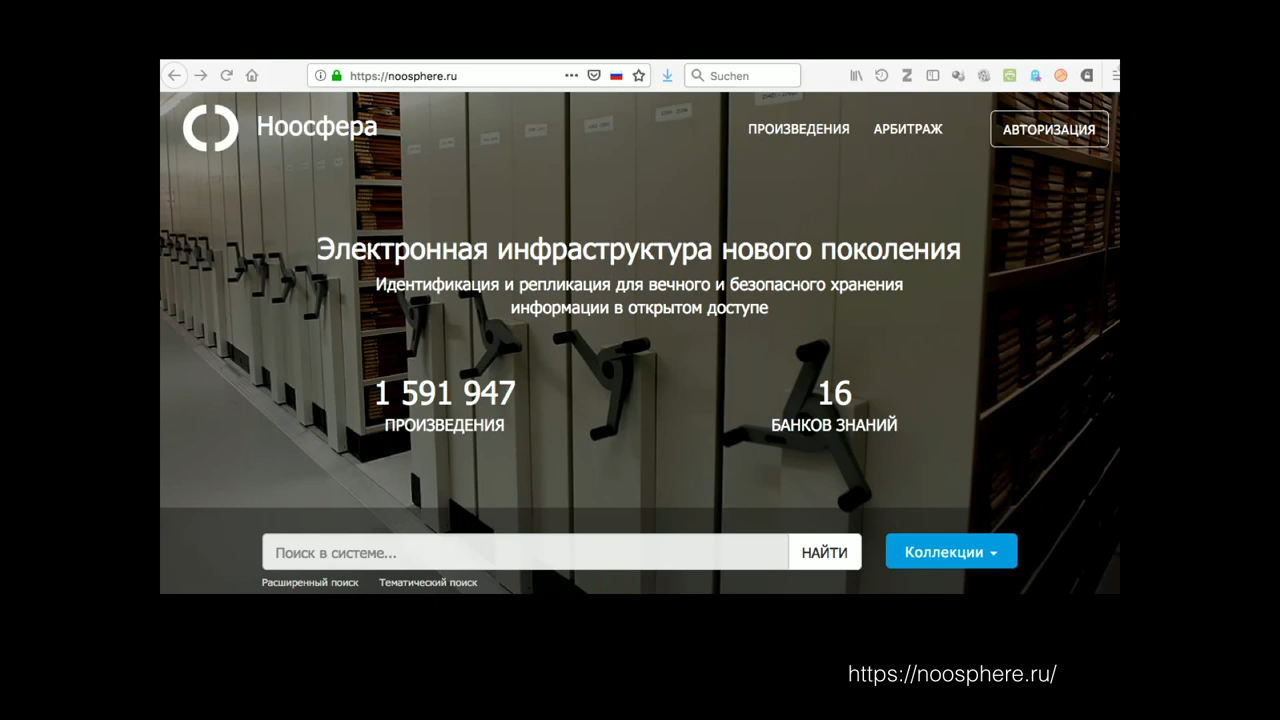 https://noosphere.ru
Suchen
Ноосфера
ПРОИЗВЕДЕНИЯ
АРБИТРАЖ
АВТОРИЗАЦИЯ
Электронная инфраструктура нового поколения
Идентификация и репликация для вечного и безопасного хранения
информации в открытом доступе
1 591 947
ПРОИЗВЕДЕНИЯ
16
БАНКОВ ЗНАНИЙ
Поиск в системе...
НАЙТИ
Коллекции
Расширенный поиск
Тематический поиск
https://noosphere.ru/